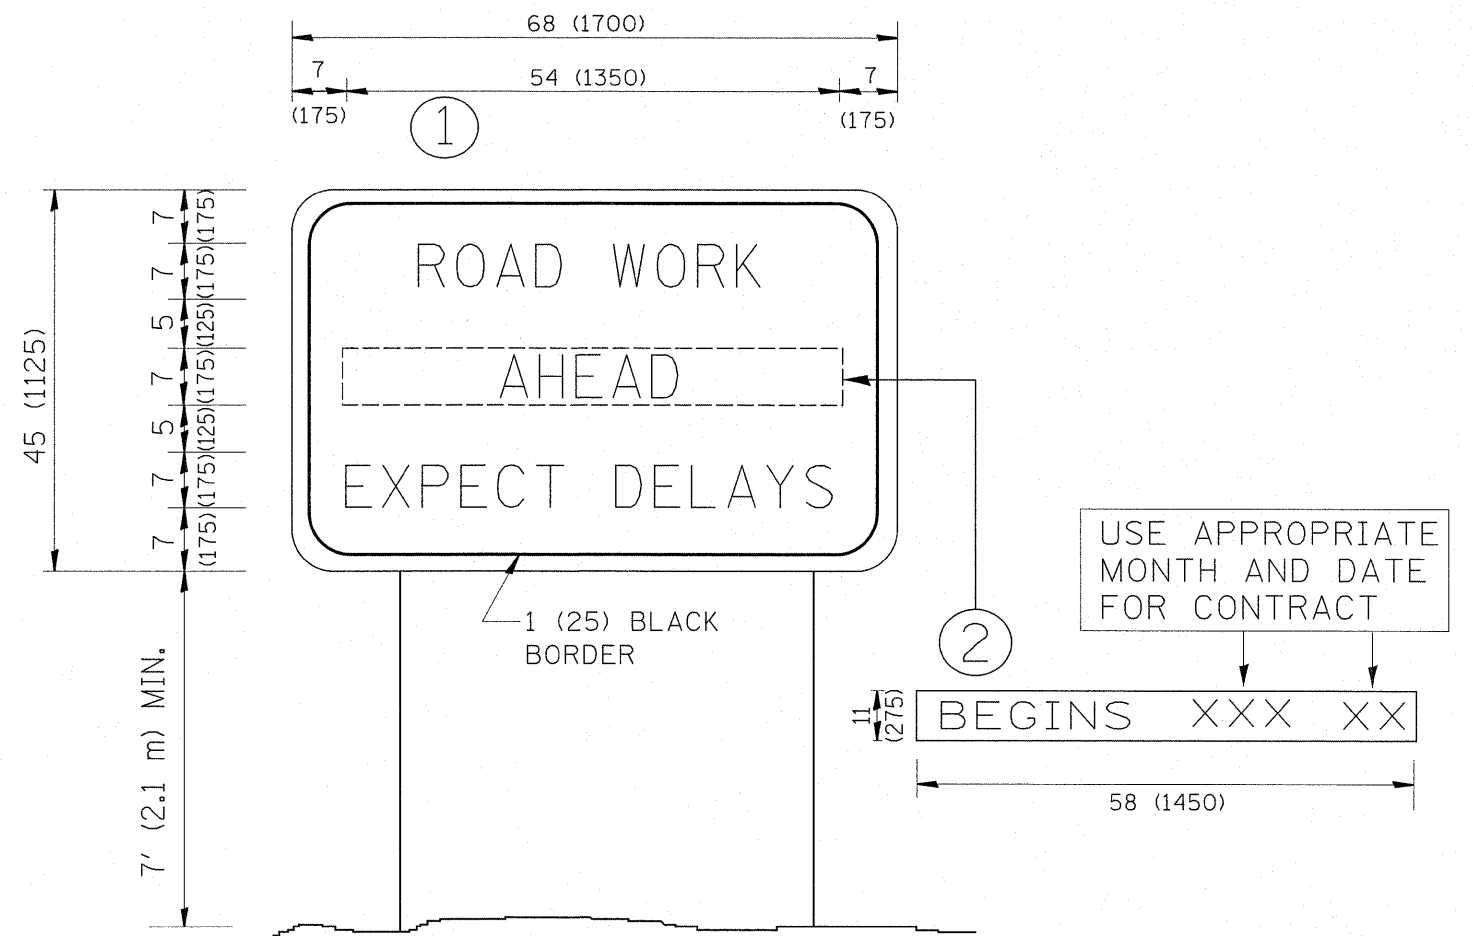 68 (1700)
7
54 (1350)
7
(175)
(175)
1
7
(175)
7
(175)
5
(125)
7
(175)
5
(125)
7
(175)
7
(175)
45 (1125)
ROAD WORK
AHEAD
EXPECT DELAYS
1 (25) BLACK
BORDER
7' (2.1 m) MIN.
2
USE APPROPRIATE
MONTH AND DATE
FOR CONTRACT
11
(275)
BEGINS XXX XX
58 (1450)